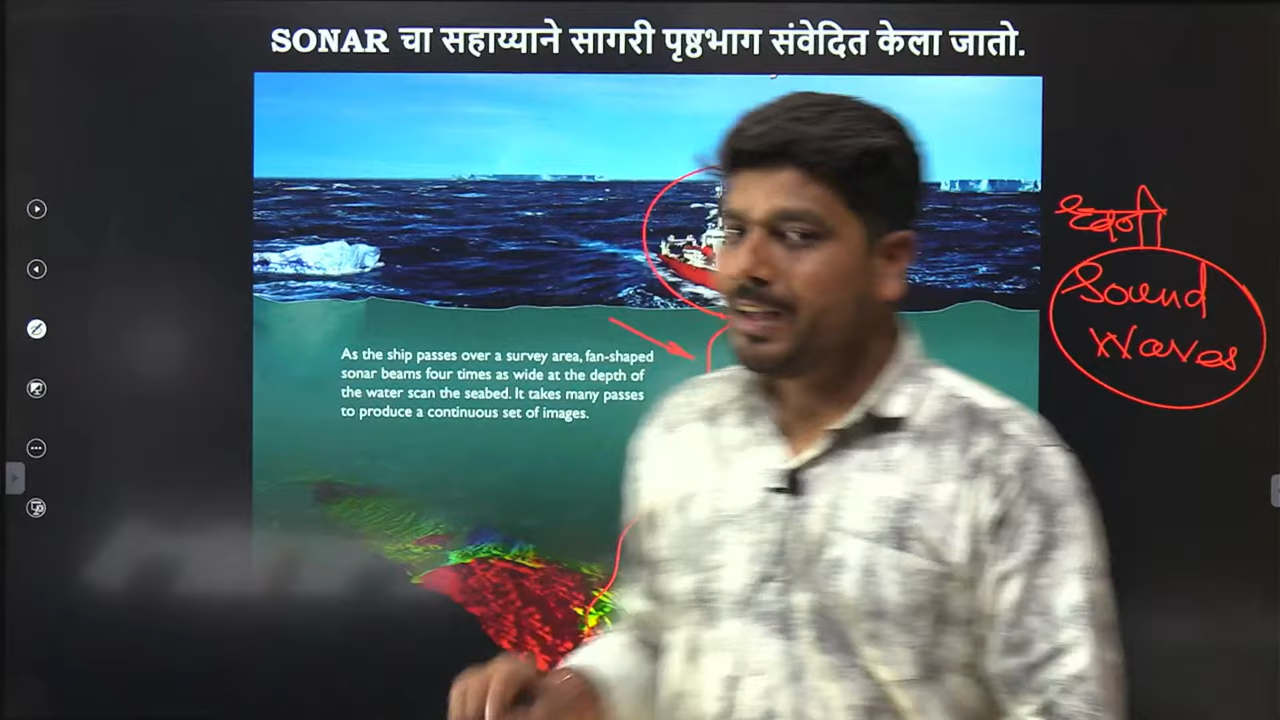 SONAR चा सहाय्याने सागरी पृष्ठभाग संवेदित केला जातो.
ध्वनी
Sound
Waves
As the ship passes over a survey area, fan-shaped
sonar beams four times as wide at the depth of
the water scan the seabed. It takes many passes
to produce a continuous set of images.